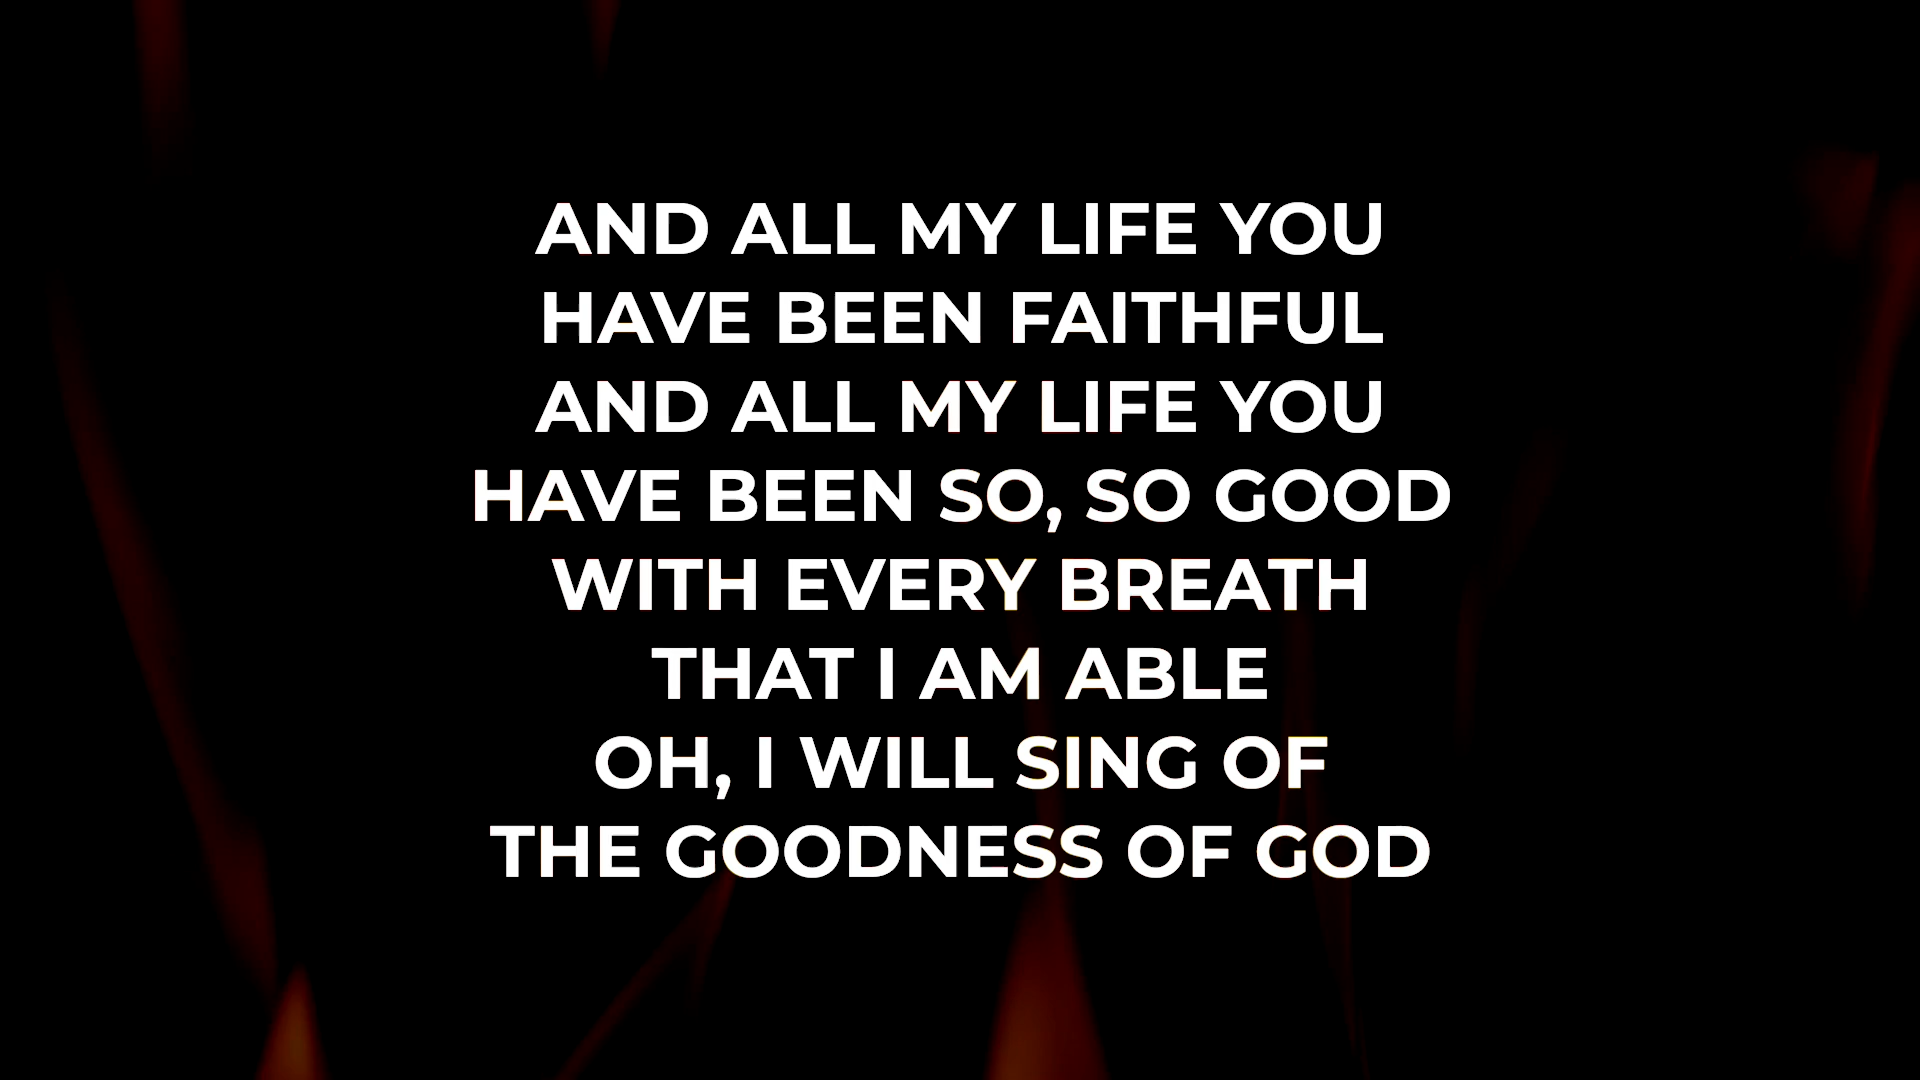 AND ALL MY LIFE YOU
HAVE BEEN FAITHFUL
AND ALL MY LIFE YOU
HAVE BEEN SO, SO GOOD
WITH EVERY BREATH
THAT I AM ABLE
OH, I WILL SING OF
THE GOODNESS OF GOD